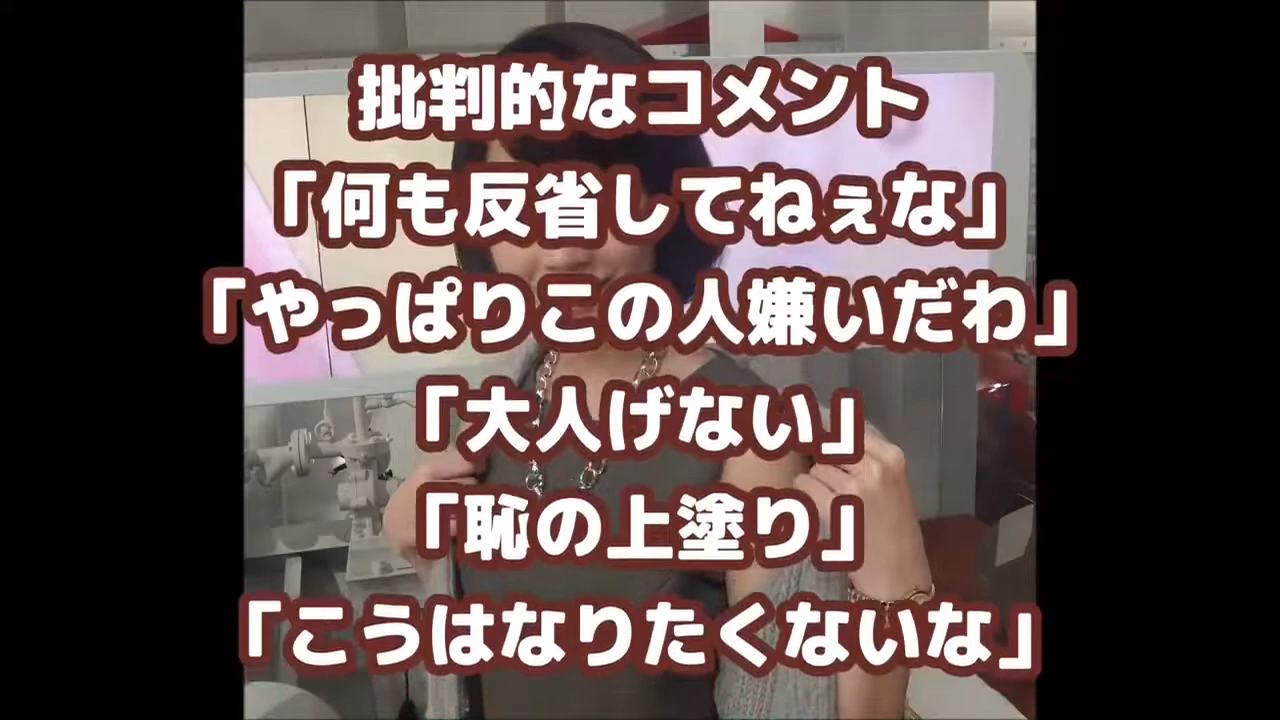 批判的なコメント
「何も反省してねぇな」
「やっぱりこの人嫌いだわ」
「大人げない」
「恥の上塗り」
「こうはなりたくないな」